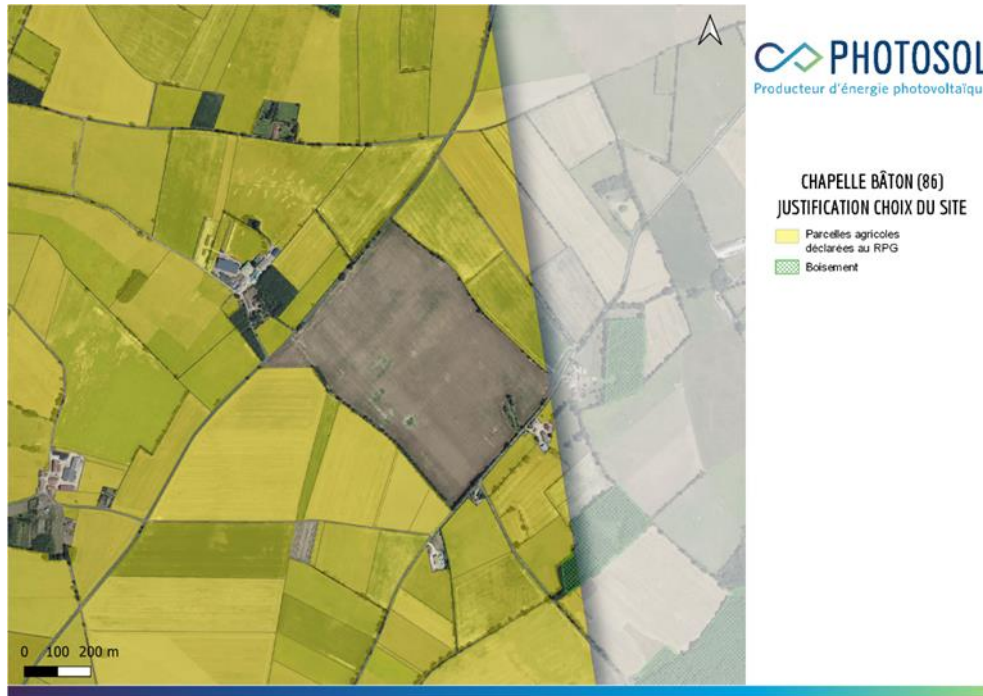 PHOTOSOL
Producteur d'énergie photovoltaïqu
CHAPELLE BÂTON (86)
JUSTIFICATION CHOIX DU SITE
Parcelles agricoles
déclarées au RPG
Boisement
0 100 200 m